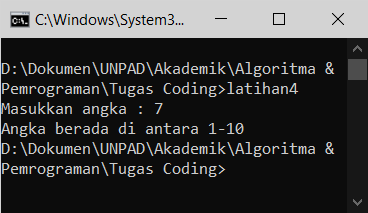 C:\Windows\System3...
D:\Dokumen\UNPAD\Akademik\Algoritma &
Pemrograman\Tugas Coding>latihan4
Masukkan angka : 7
Angka berada di antara 1-10
D:\Dokumen\UNPAD\Akademik\Algoritma &
Pemrograman\Tugas Coding>